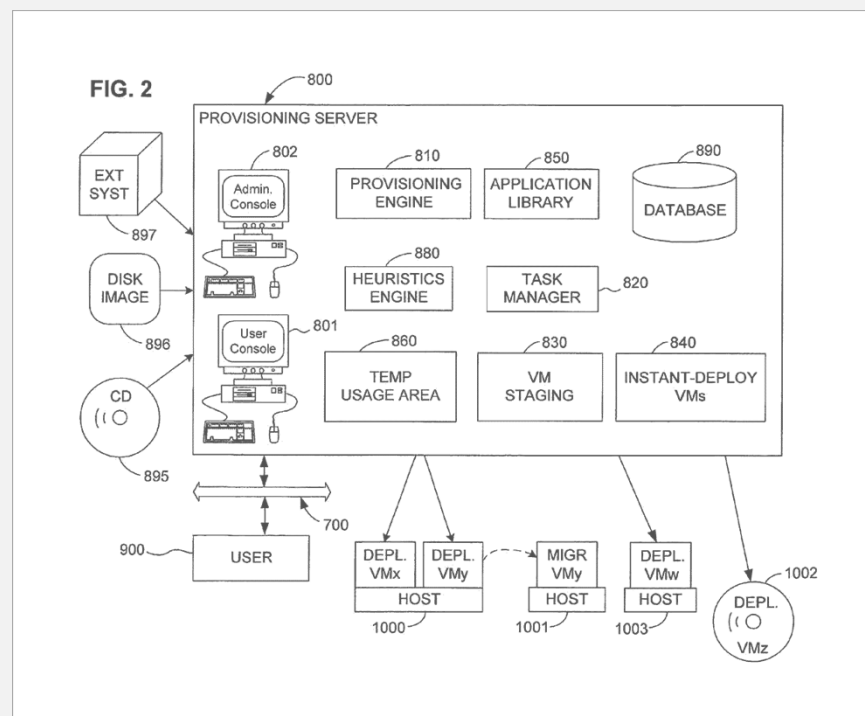 FIG. 2
800
PROVISIONING SERVER
EXT
SYST
897
802
Admin.
Console
810
PROVISIONING
ENGINE
850
APPLICATION
LIBRARY
890
DATABASE
DISK
IMAGE
896
880
HEURISTICS
ENGINE
TASK
MANAGER
820
801
User
Console
CD
895
860
TEMP
USAGE AREA
830
VM
STAGING
840
INSTANT-DEPLOY
VMs
700
900
USER
DEPL.
VMx
DEPL.
VMy
HOST
1000
MIGR
VMy
HOST
1001
DEPL.
VMw
HOST
1003
1002
DEPL.
VMz